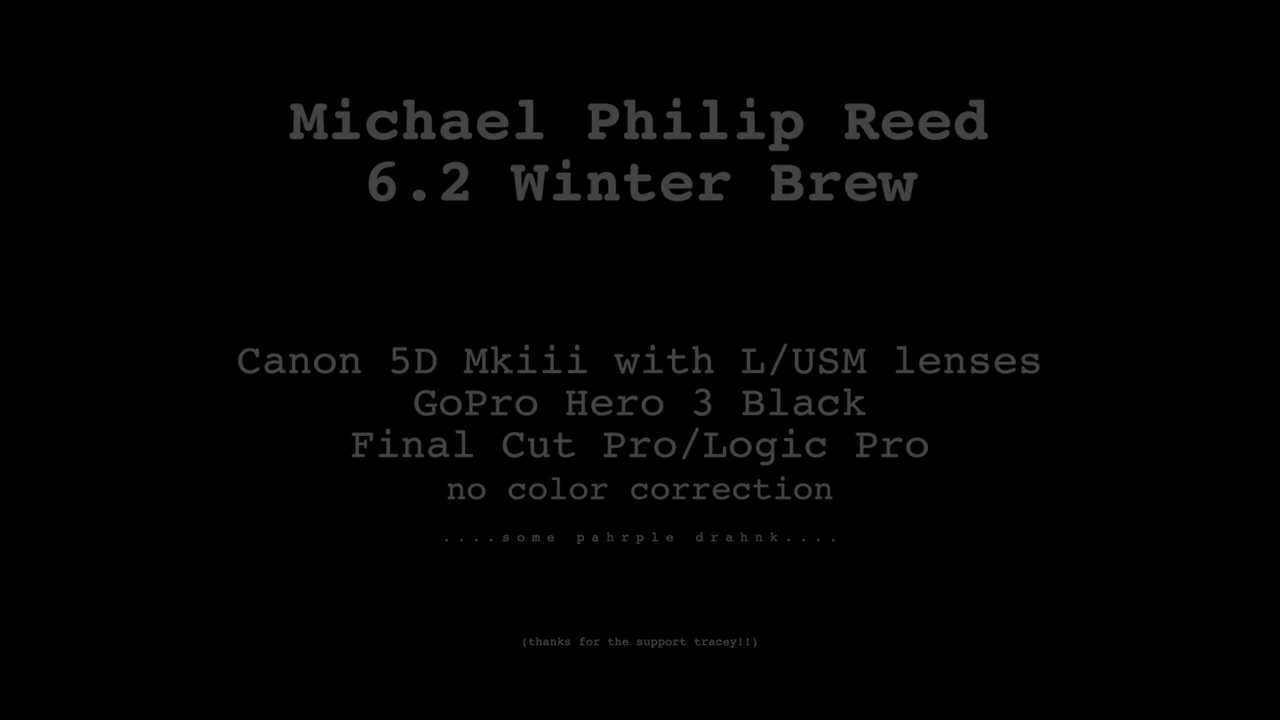 Michael Philip Reed
6.2 Winter Brew
Canon 5D Mkiii with L/USM lenses
GoPro Hero 3 Black
Final Cut Pro/Logic Pro
no color correction
....some pahrple drahnk....
(thanks for the support tracey!!)